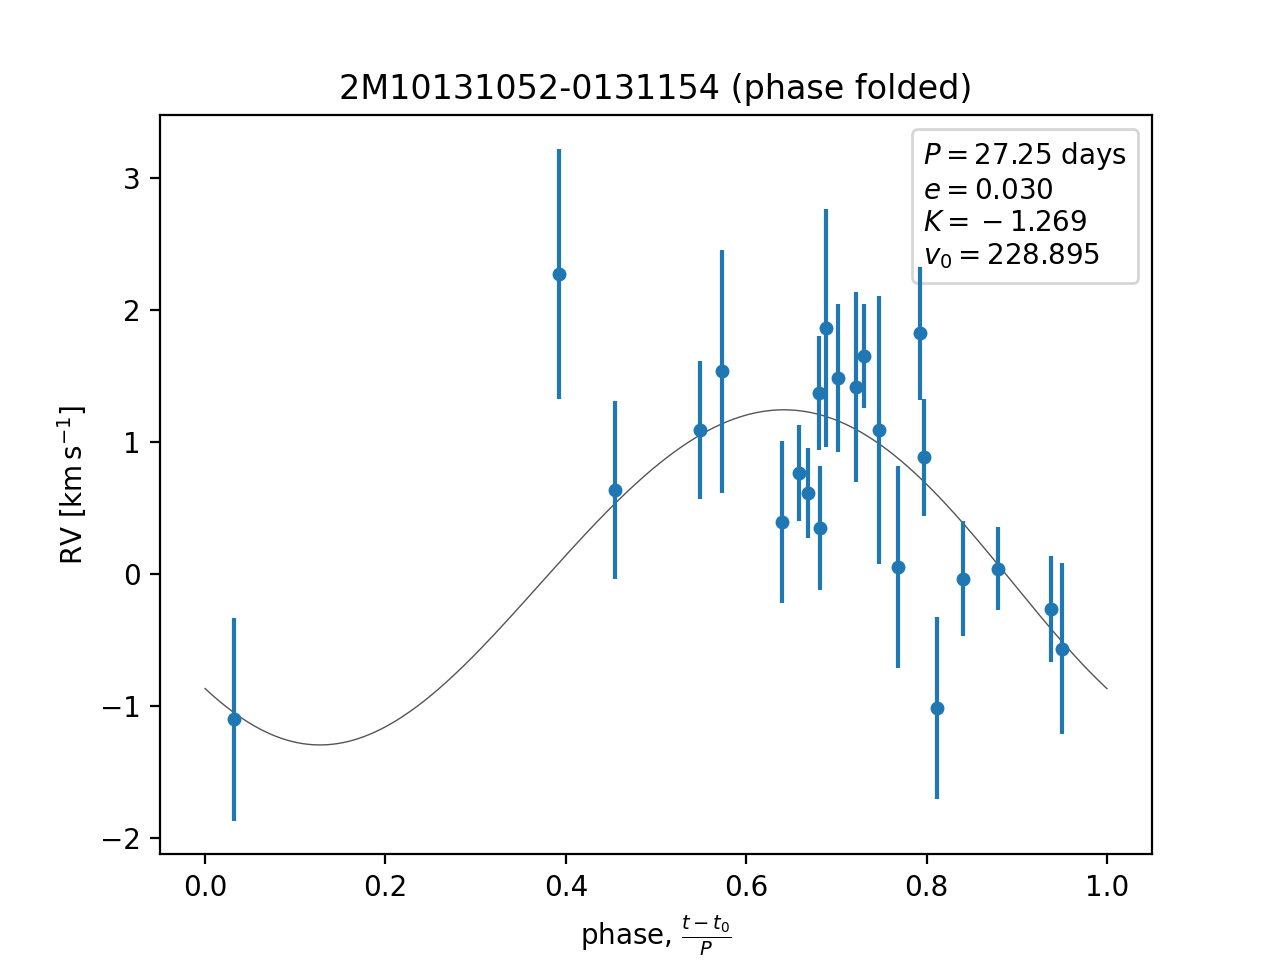 2M10131052-0131154 (phase folded)
P = 27.25 days
e = 0.030
K = −1.269
v₀ = 228.895
RV [km s⁻¹]
3
2
1
0
−1
−2
0.0 0.2 0.4 0.6 0.8 1.0
phase, (t − t₀)/P